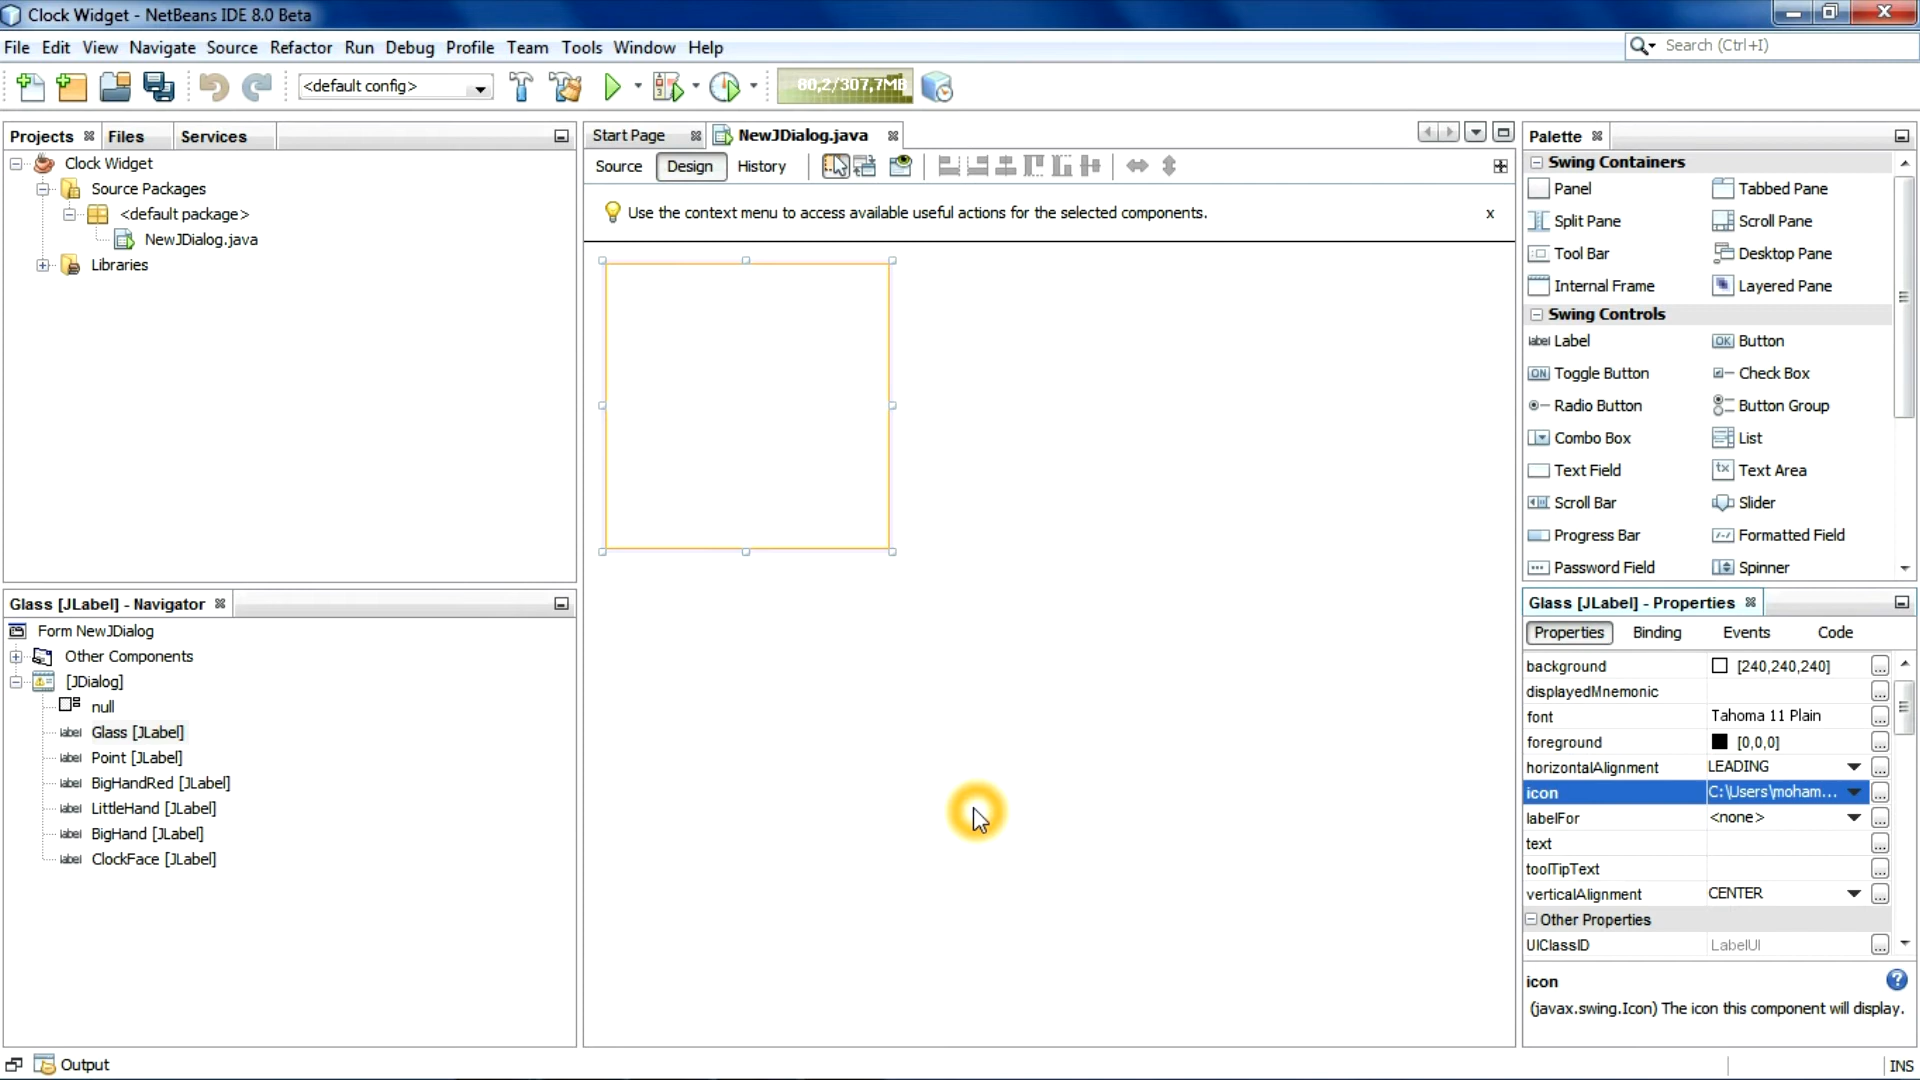 Clock Widget - NetBeans IDE 8.0 Beta
File Edit View Navigate Source Refactor Run Debug Profile Team Tools Window Help
Search (Ctrl+I)
<default config>
80,2/307,7MB
Projects Files Services
Clock Widget
Source Packages
<default package>
NewJDialog.java
Libraries
Start Page NewJDialog.java
Source Design History
Use the context menu to access available useful actions for the selected components. x
Palette
Swing Containers
Panel Tabbed Pane
Split Pane Scroll Pane
Tool Bar Desktop Pane
Internal Frame Layered Pane
Swing Controls
label Label OK Button
ON Toggle Button Check Box
Radio Button Button Group
Combo Box List
Text Field tx Text Area
Scroll Bar Slider
Progress Bar Formatted Field
Password Field Spinner
Glass [JLabel] - Navigator
Form NewJDialog
Other Components
[JDialog]
null
label Glass [JLabel]
label Point [JLabel]
label BigHandRed [JLabel]
label LittleHand [JLabel]
label BigHand [JLabel]
label ClockFace [JLabel]
Glass [JLabel] - Properties
Properties Binding Events Code
background [240,240,240] ...
displayedMnemonic ...
font Tahoma 11 Plain ...
foreground [0,0,0] ...
horizontalAlignment LEADING ...
icon C:\Users\moham... ...
labelFor <none> ...
text ...
toolTipText ...
verticalAlignment CENTER ...
Other Properties
UIClassID LabelUI ...
icon
(javax.swing.Icon) The icon this component will display.
Output
INS